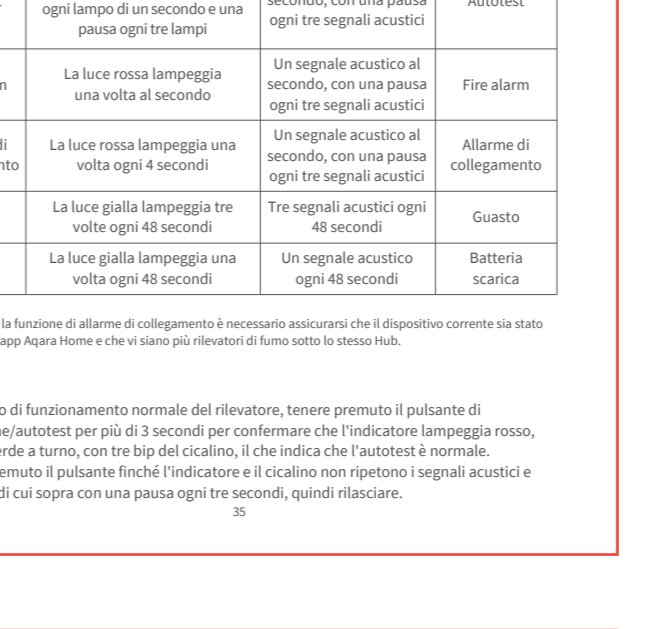 ogni lampo di un secondo e una
pausa ogni tre lampi
secondo, con una pausa
ogni tre segnali acustici
Autotest
La luce rossa lampeggia
una volta al secondo
Un segnale acustico al
secondo, con una pausa
ogni tre segnali acustici
Fire alarm
La luce rossa lampeggia una
volta ogni 4 secondi
Un segnale acustico al
secondo, con una pausa
ogni tre segnali acustici
Allarme di
collegamento
La luce gialla lampeggia tre
volte ogni 48 secondi
Tre segnali acustici ogni
48 secondi
Guasto
La luce gialla lampeggia una
volta ogni 48 secondi
Un segnale acustico
ogni 48 secondi
Batteria
scarica
la funzione di allarme di collegamento è necessario assicurarsi che il dispositivo corrente sia stato
app Aqara Home e che vi siano più rilevatori di fumo sotto lo stesso Hub.
di funzionamento normale del rilevatore, tenere premuto il pulsante di
/autotest per più di 3 secondi per confermare che l'indicatore lampeggia rosso,
a turno, con tre bip del cicalino, il che indica che l'autotest è normale.
il pulsante finché l'indicatore e il cicalino non ripetono i segnali acustici e
di cui sopra con una pausa ogni tre secondi, quindi rilasciare.
35